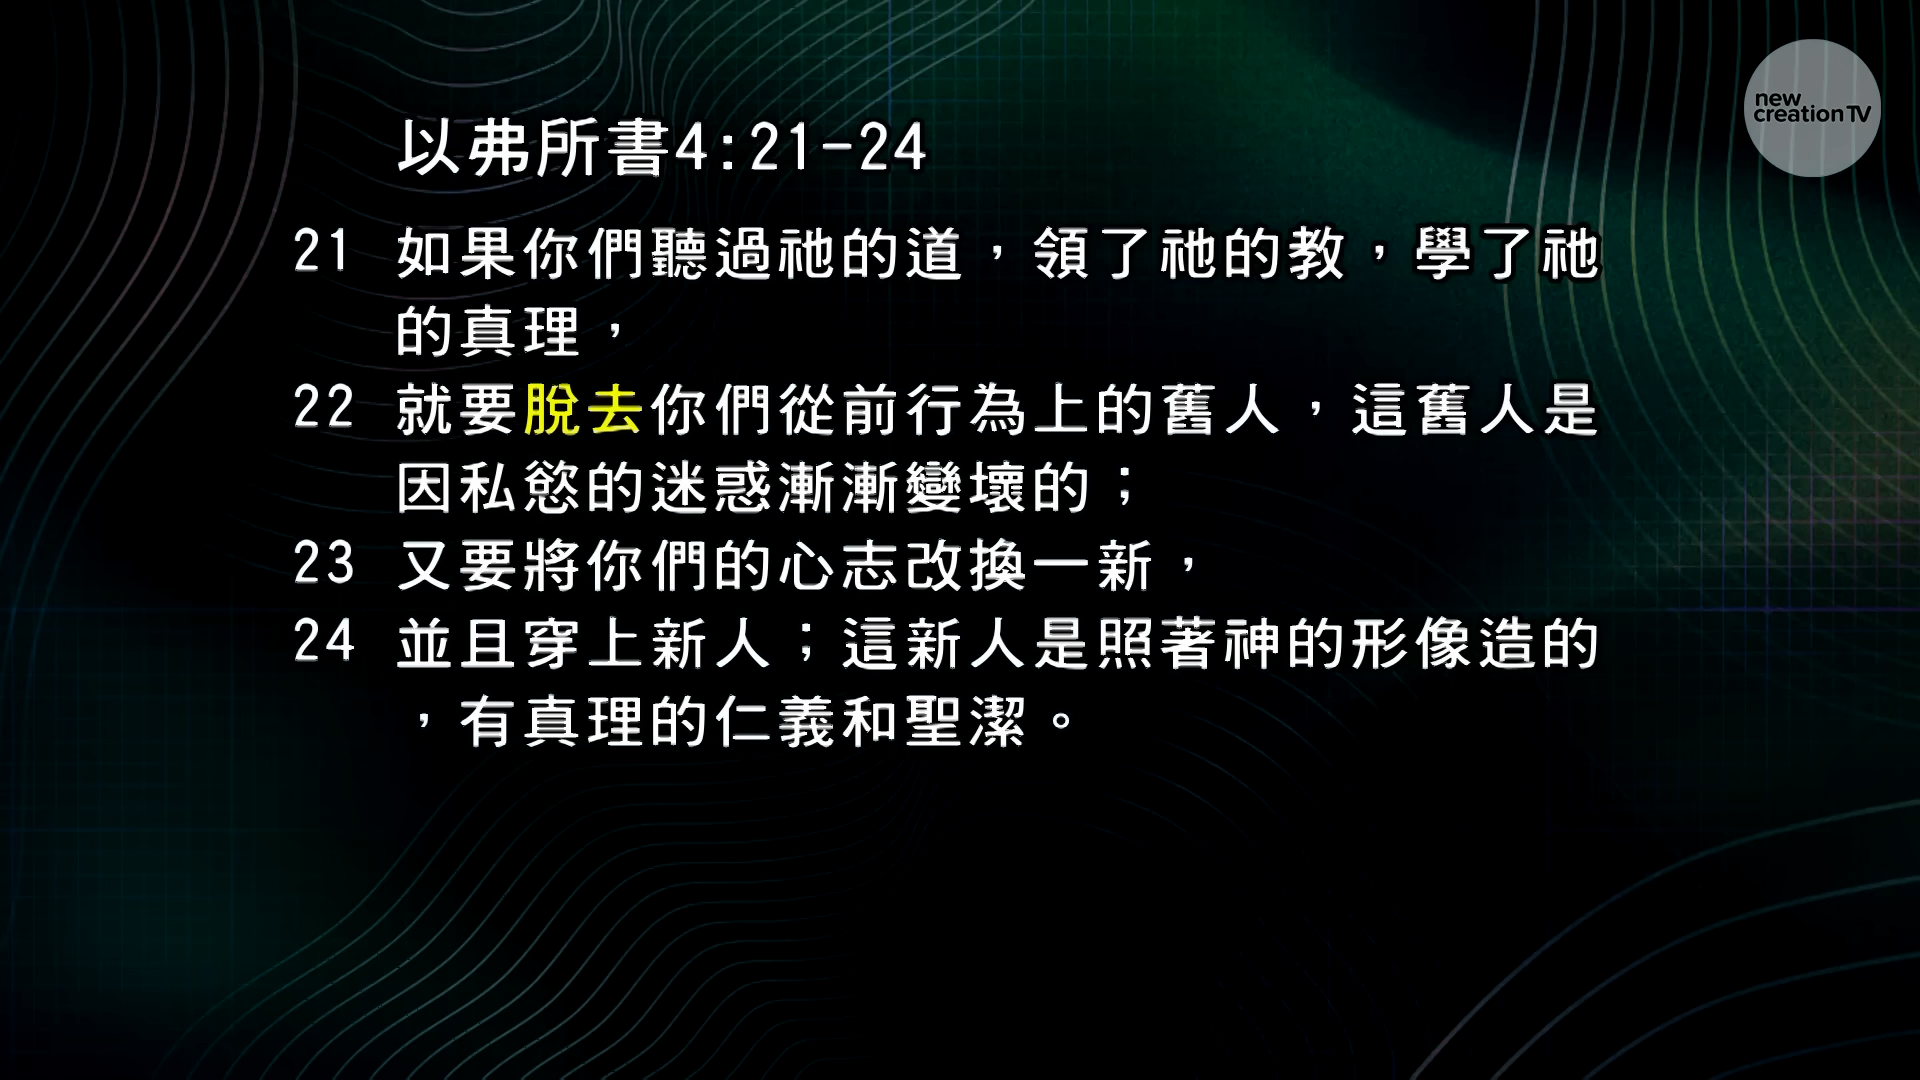 new
creation TV
以弗所書4:21-24
21 如果你們聽過祂的道，領了祂的教，學了祂
的真理，
22 就要脫去你們從前行為上的舊人，這舊人是
因私慾的迷惑漸漸變壞的；
23 又要將你們的心志改換一新，
24 並且穿上新人；這新人是照著神的形像造的
，有真理的仁義和聖潔。